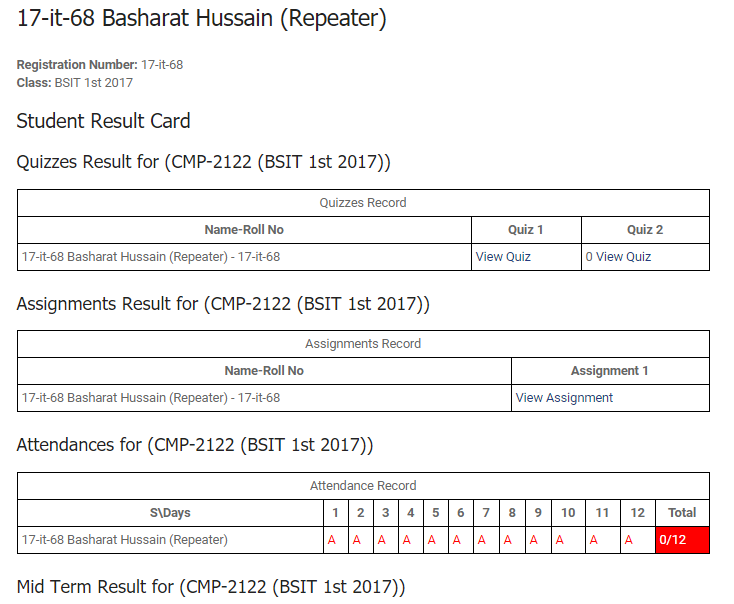 17-it-68 Basharat Hussain (Repeater)
Registration Number: 17-it-68
Class: BSIT 1st 2017
Student Result Card
Quizzes Result for (CMP-2122 (BSIT 1st 2017))
Quizzes Record
Name-Roll No Quiz 1 Quiz 2
17-it-68 Basharat Hussain (Repeater) - 17-it-68 View Quiz 0 View Quiz
Assignments Result for (CMP-2122 (BSIT 1st 2017))
Assignments Record
Name-Roll No Assignment 1
17-it-68 Basharat Hussain (Repeater) - 17-it-68 View Assignment
Attendances for (CMP-2122 (BSIT 1st 2017))
Attendance Record
S\Days 1 2 3 4 5 6 7 8 9 10 11 12 Total
17-it-68 Basharat Hussain (Repeater) A A A A A A A A A A A A 0/12
Mid Term Result for (CMP-2122 (BSIT 1st 2017))